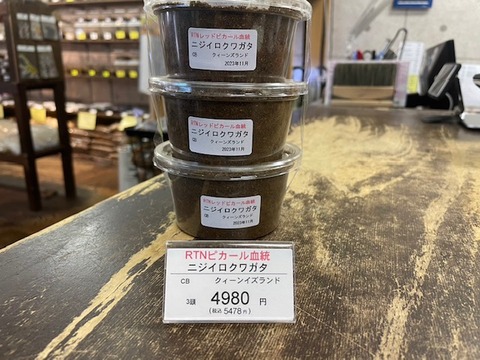 RTNレッドピカール血統
ニジイロクワガタ
CB クィーンズランド
2023年11月
RTNレッドピカール血統
ニジイロクワガタ
CB クィーンズランド
2023年11月
RTNレッドピカール血統
ニジイロクワガタ
CB クィーンズランド
2023年11月
RTNピカール血統
ニジイロクワガタ
CB クィーンイズランド
3頭 4980 円
(税込 5478円)